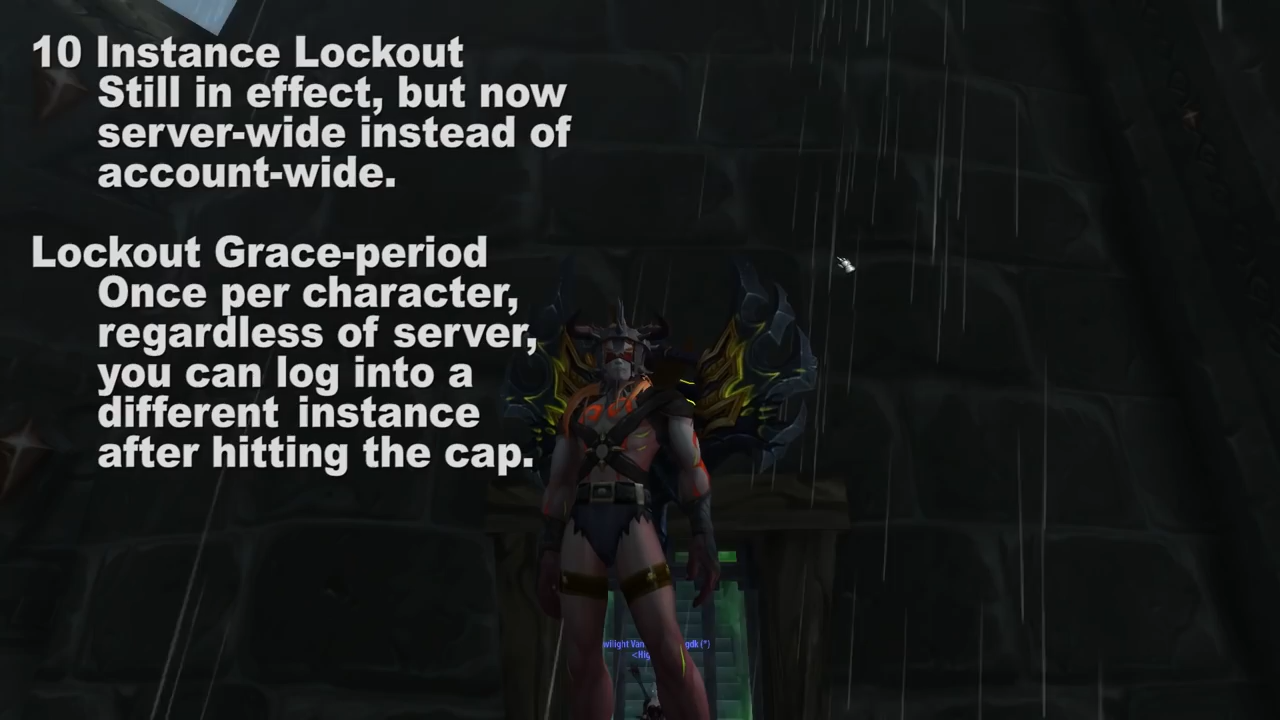 10 Instance Lockout
Still in effect, but now
server-wide instead of
account-wide.
Lockout Grace-period
Once per character,
regardless of server,
you can log into a
different instance
after hitting the cap.